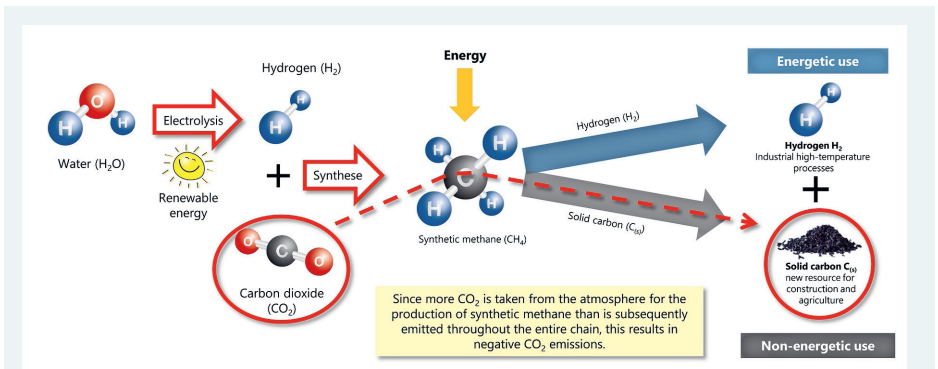 Energy
Energetic use
Hydrogen (H₂)
O
H
H
Water (H₂O)
Electrolysis
Renewable
energy
H
H
+
Synthese
O
C
O
Carbon dioxide
(CO₂)
H
H
C
H
H
Synthetic methane (CH₄)
Hydrogen (H₂)
Solid carbon (C₍ₛ₎)
H
H
Hydrogen H₂
Industrial high-temperature
processes
+
Solid carbon C₍ₛ₎
new resource for
construction and
agriculture
Since more CO₂ is taken from the atmosphere for the
production of synthetic methane than is subsequently
emitted throughout the entire chain, this results in
negative CO₂ emissions.
Non-energetic use